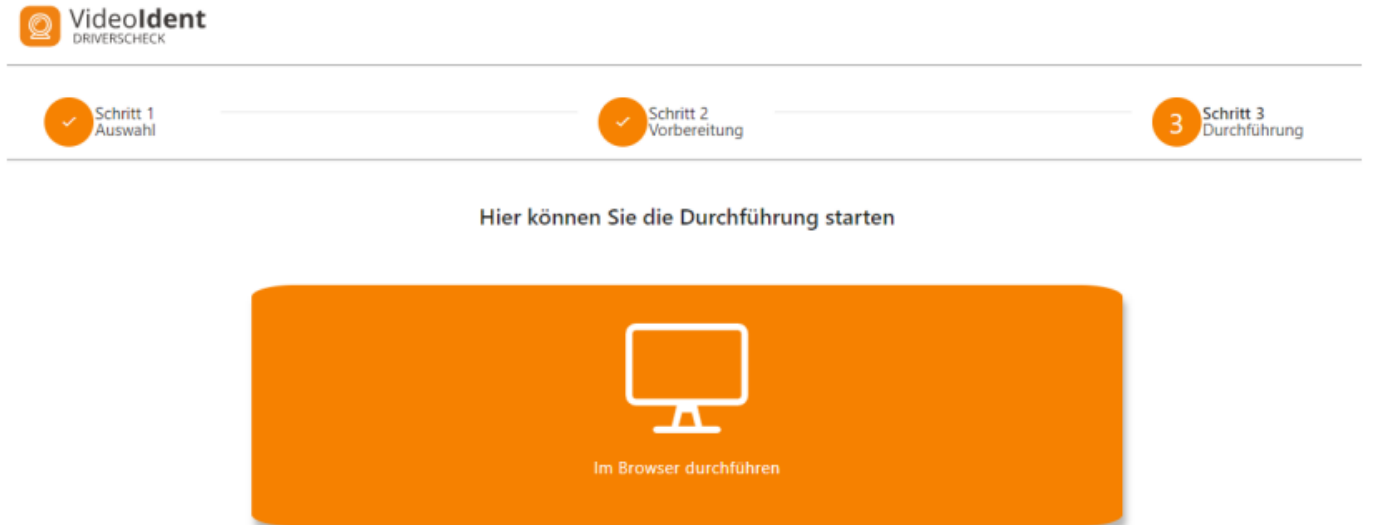 VideoIdent
DRIVERSCHECK
Schritt 1
Auswahl
Schritt 2
Vorbereitung
3
Schritt 3
Durchführung
Hier können Sie die Durchführung starten
Im Browser durchführen